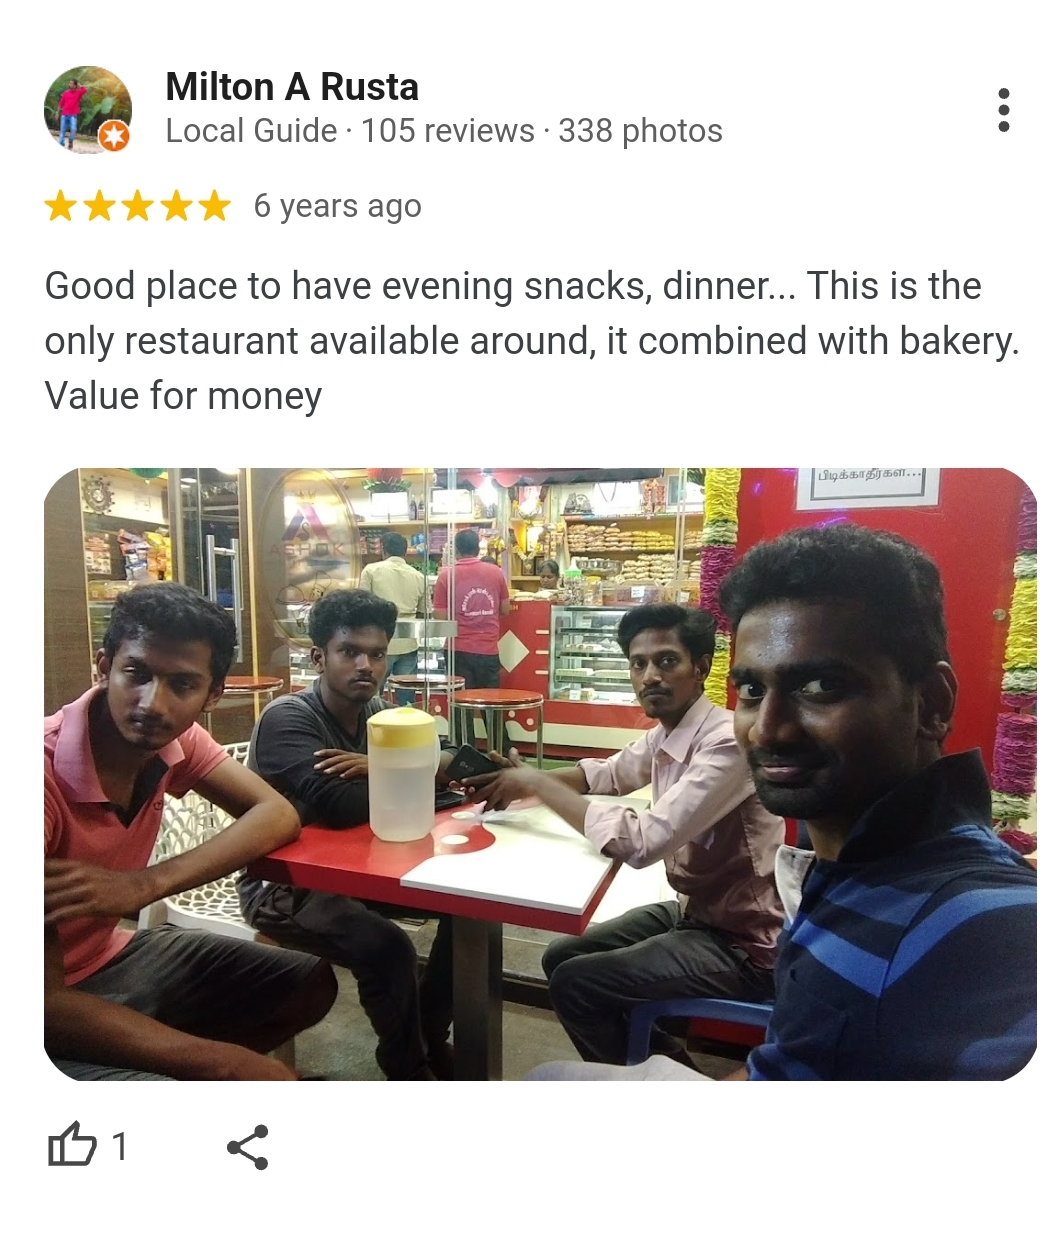 Milton A Rusta
Local Guide · 105 reviews · 338 photos
6 years ago
Good place to have evening snacks, dinner... This is the
only restaurant available around, it combined with bakery.
Value for money
பிடிக்காதீர்கள்...
ASHOK
1